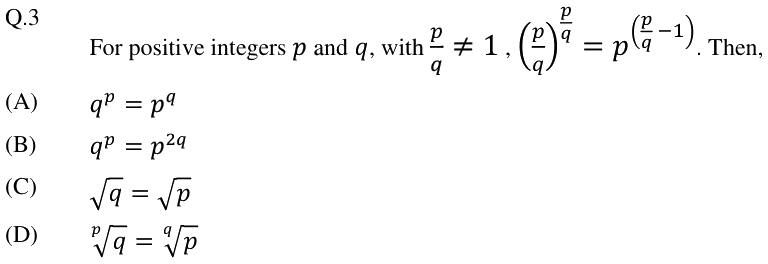 Q.3 For positive integers p and q, with p/q ≠ 1 , (p/q)^(p/q) = p^(p/q −1). Then,
(A) q^p = p^q
(B) q^p = p^(2q)
(C) √q = √p
(D) ᵖ√q = ᑫ√p